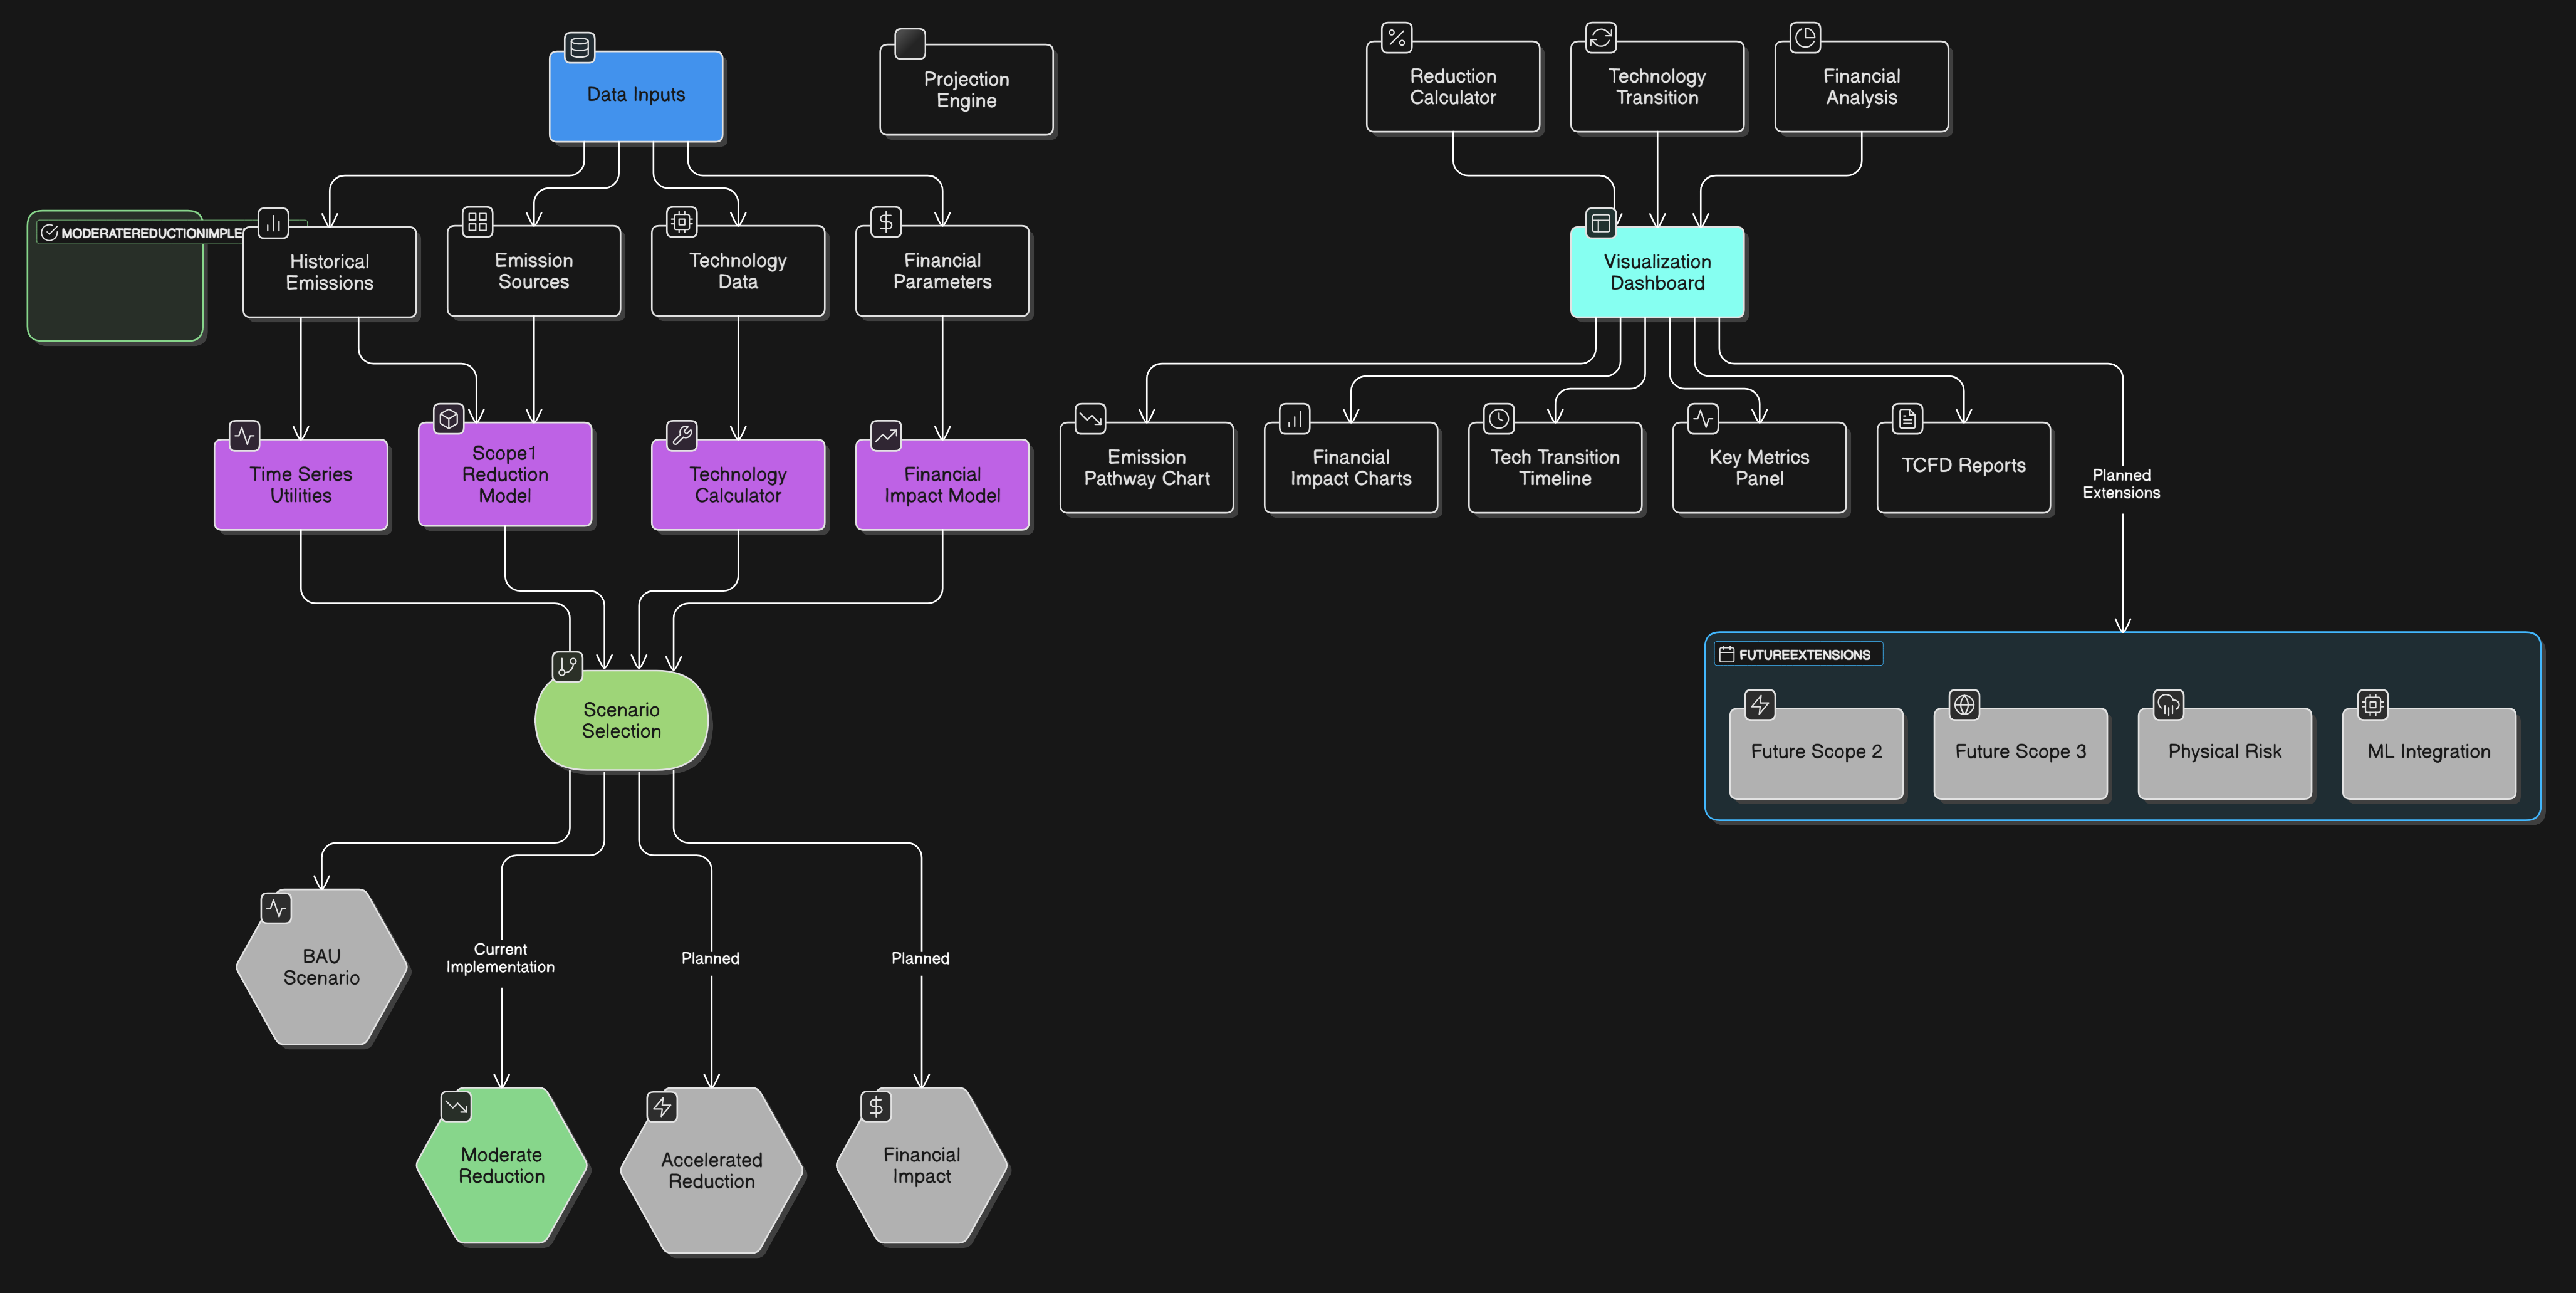 Data Inputs
Projection
Engine
Reduction
Calculator
Technology
Transition
Financial
Analysis
MODERATEREDUCTIONIMPLE
Historical
Emissions
Emission
Sources
Technology
Data
Financial
Parameters
Visualization
Dashboard
Time Series
Utilities
Scope1
Reduction
Model
Technology
Calculator
Financial
Impact Model
Emission
Pathway Chart
Financial
Impact Charts
Tech Transition
Timeline
Key Metrics
Panel
TCFD Reports
Planned
Extensions
Scenario
Selection
FUTUREEXTENSIONS
Future Scope 2
Future Scope 3
Physical Risk
ML Integration
BAU
Scenario
Current
Implementation
Planned
Planned
Moderate
Reduction
Accelerated
Reduction
Financial
Impact